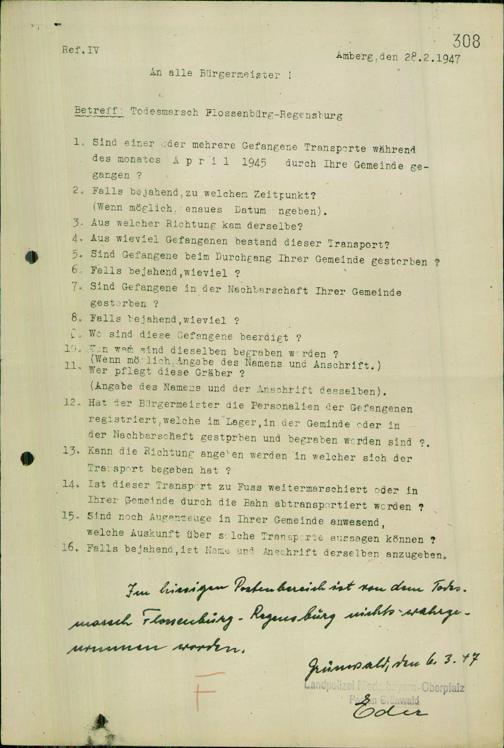 308
Ref.IV
Amberg,den 28.2.1947
An alle Bürgermeister !
Betreff: Todesmarsch Flossenbürg-Regensburg
1. Sind einer oder mehrere Gefangene Transporte während
des monates A p r i l 1945 durch Ihre Gemeinde ge-
gangen ?
2. Falls bejahend,zu welchem Zeitpunkt?
(Wenn möglich, enaues Datum ngeben).
3. Aus welcher Richtung kam derselbe?
4. Aus wieviel Gefangenen bestand dieser Transport?
5. Sind Gefangene beim Durchgang Ihrer Gemeinde gestorben ?
6. Falls bejahend,wieviel ?
7. Sind Gefangene in der Nachbarschaft Ihrer Gemeinde
gestorben ?
8. Falls bejahend,wieviel ?
9. Wo sind diese Gefangene beerdigt ?
10. Von wem sind dieselben begraben worden ?
(Wenn möglich,Angabe des Namens und Anschrift.)
11. Wer pflegt diese Gräber ?
(Angabe des Namens und der Anschrift desselben).
12. Hat der Bürgermeister die Personalien der Gefangenen
registriert,welche im Lager,in der Geminde oder in
der Nachbarschaft gestprben und begraben worden sind ?.
13. Kann die Richtung angeben werden in welcher sich der
Transport begeben hat ?
14. Ist dieser Transport zu Fuss weitermarschiert oder in
Ihrer Gemeinde durch die Bahn abtransportiert worden ?
15. Sind noch Augenzeuge in Ihrer Gemeinde anwesend,
welche Auskunft über solche Transporte aussagen können ?
16. Falls bejahend,ist Name und Anschrift derselben anzugeben.
Im hiesigen Postenbereich ist von dem Todes-
marsch Flossenburg - Regensburg nichts wahrge-
nommen worden.
Grünwald, den 6. 3. 47
Landpolizei Niederbayern-Oberpfalz
Posten Grünwald
F
Eder